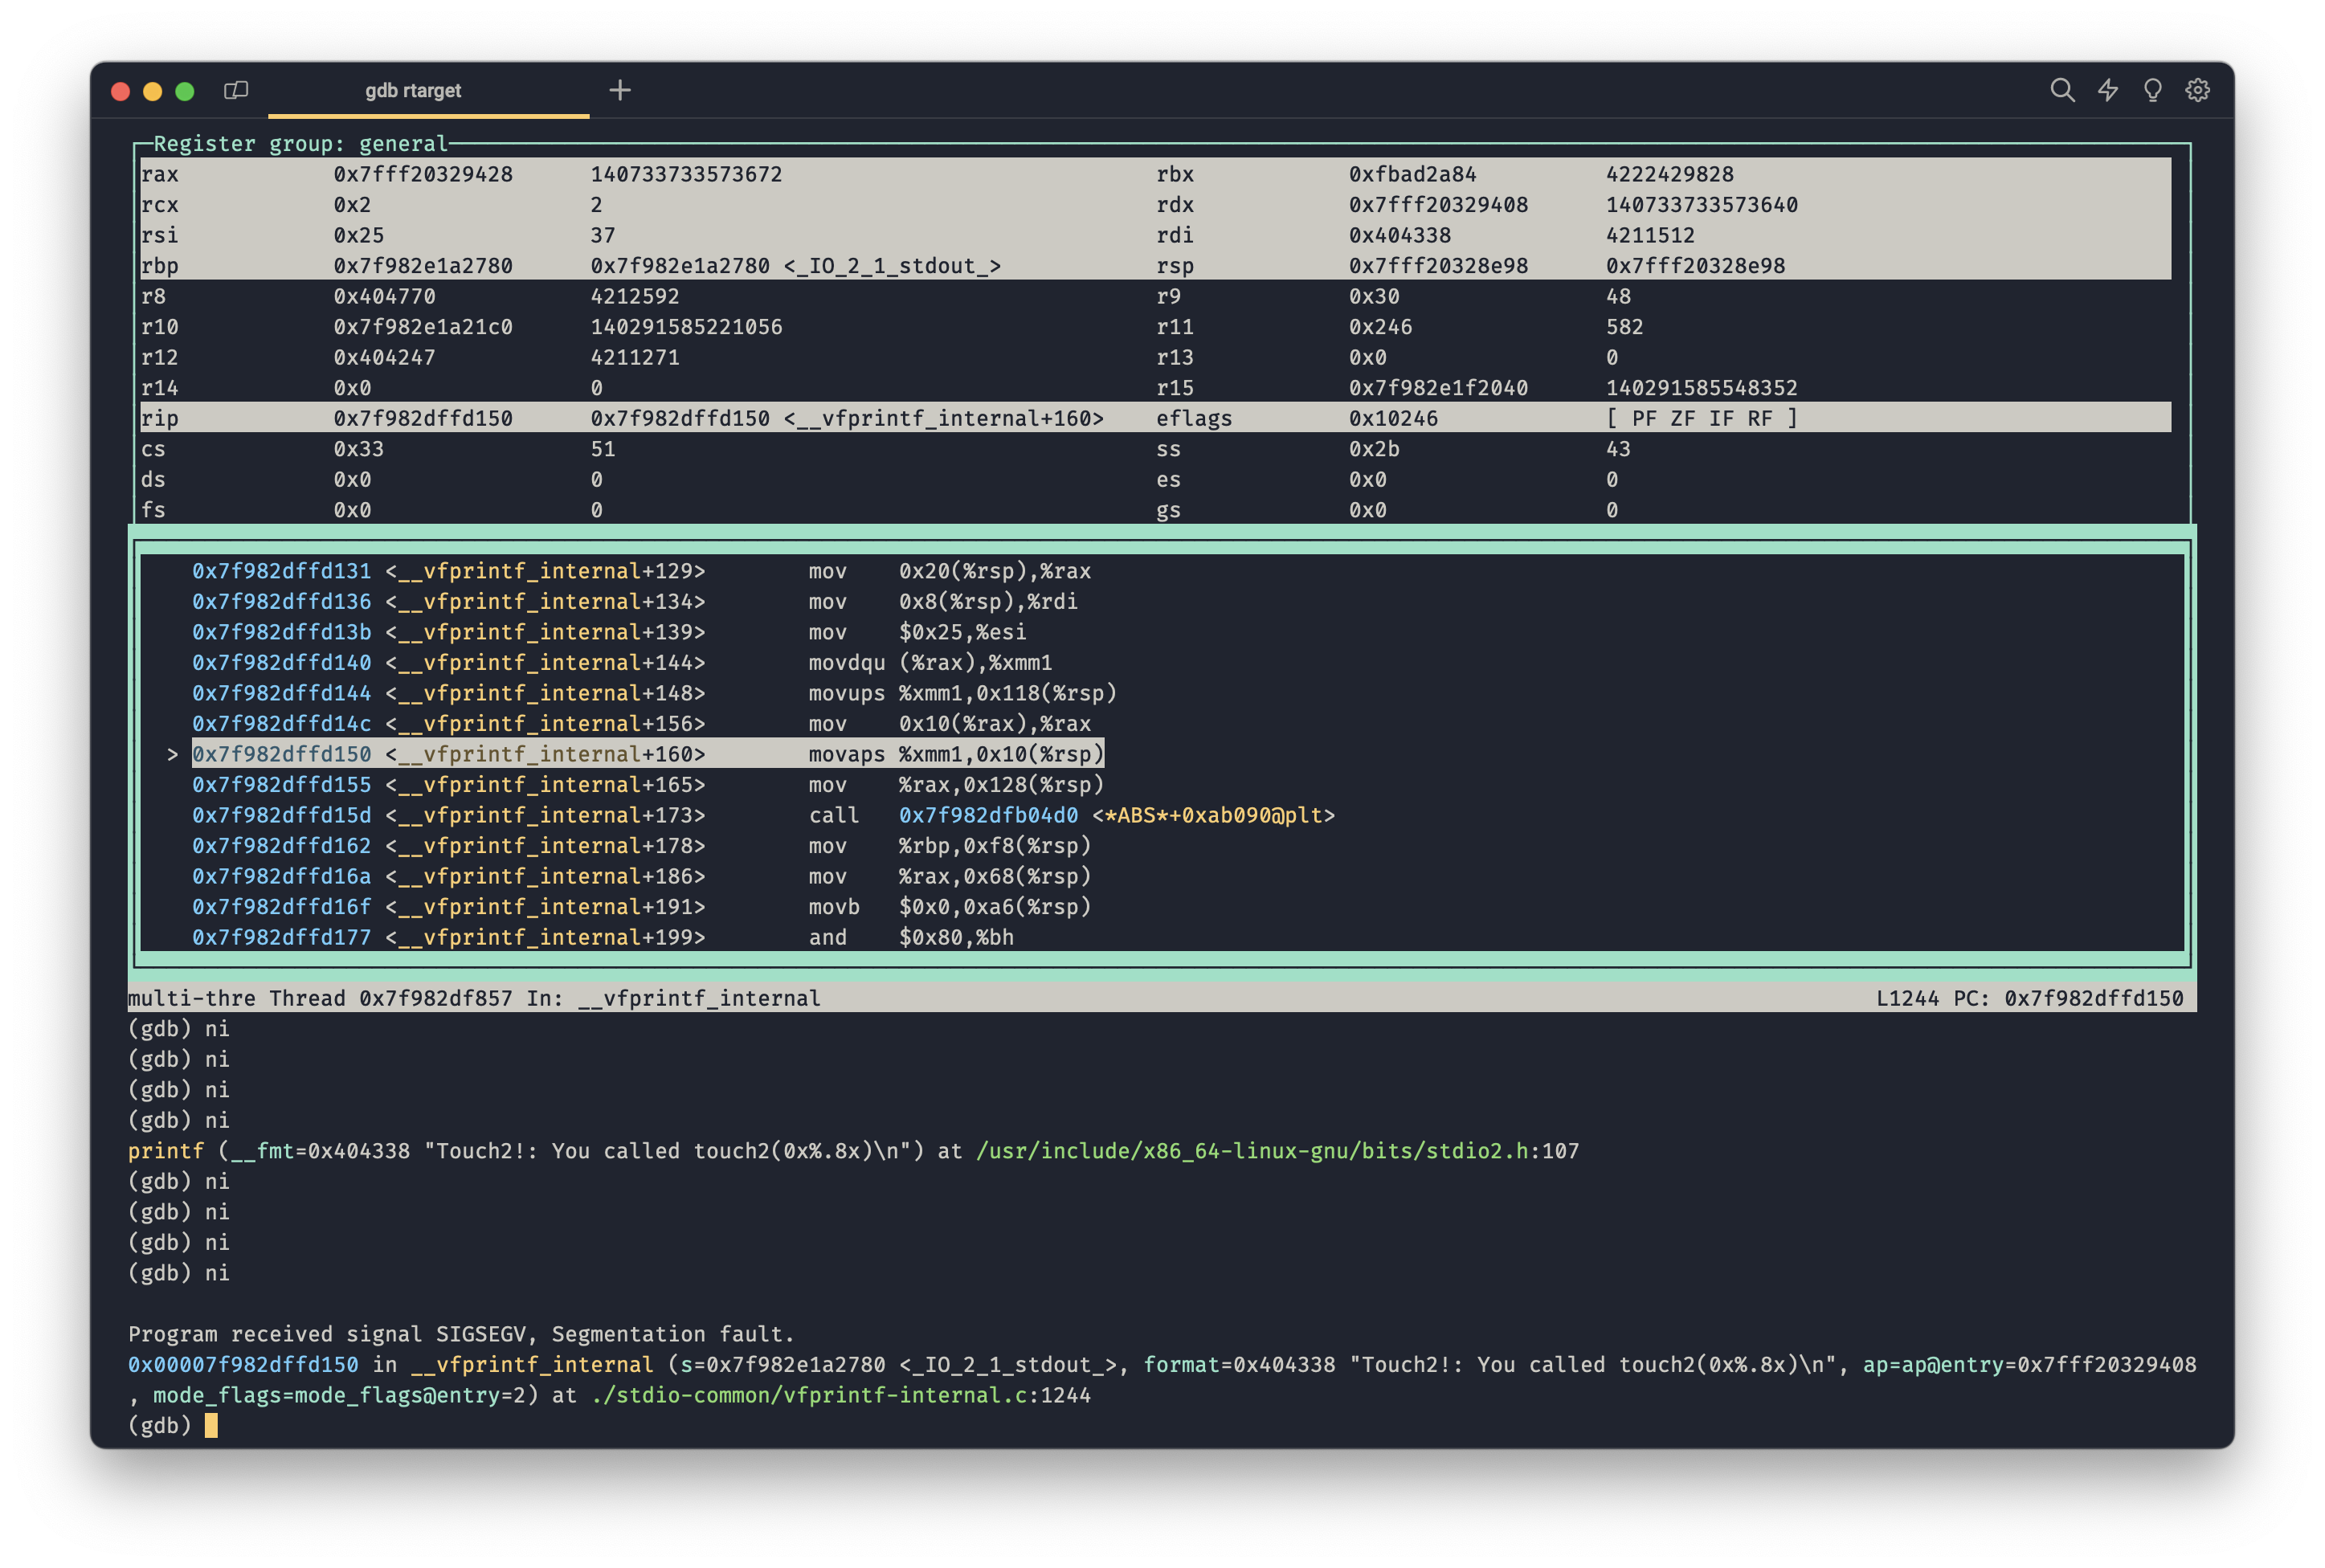 gdb rtarget
Register group: general
rax 0x7fff20329428 140733733573672 rbx 0xfbad2a84 4222429828
rcx 0x2 2 rdx 0x7fff20329408 140733733573640
rsi 0x25 37 rdi 0x404338 4211512
rbp 0x7f982e1a2780 0x7f982e1a2780 <_IO_2_1_stdout_> rsp 0x7fff20328e98 0x7fff20328e98
r8 0x404770 4212592 r9 0x30 48
r10 0x7f982e1a21c0 140291585221056 r11 0x246 582
r12 0x404247 4211271 r13 0x0 0
r14 0x0 0 r15 0x7f982e1f2040 140291585548352
rip 0x7f982dffd150 0x7f982dffd150 <__vfprintf_internal+160> eflags 0x10246 [ PF ZF IF RF ]
cs 0x33 51 ss 0x2b 43
ds 0x0 0 es 0x0 0
fs 0x0 0 gs 0x0 0
0x7f982dffd131 <__vfprintf_internal+129> mov 0x20(%rsp),%rax
0x7f982dffd136 <__vfprintf_internal+134> mov 0x8(%rsp),%rdi
0x7f982dffd13b <__vfprintf_internal+139> mov $0x25,%esi
0x7f982dffd140 <__vfprintf_internal+144> movdqu (%rax),%xmm1
0x7f982dffd144 <__vfprintf_internal+148> movups %xmm1,0x118(%rsp)
0x7f982dffd14c <__vfprintf_internal+156> mov 0x10(%rax),%rax
> 0x7f982dffd150 <__vfprintf_internal+160> movaps %xmm1,0x10(%rsp)
0x7f982dffd155 <__vfprintf_internal+165> mov %rax,0x128(%rsp)
0x7f982dffd15d <__vfprintf_internal+173> call 0x7f982dfb04d0 <*ABS*+0xab090@plt>
0x7f982dffd162 <__vfprintf_internal+178> mov %rbp,0xf8(%rsp)
0x7f982dffd16a <__vfprintf_internal+186> mov %rax,0x68(%rsp)
0x7f982dffd16f <__vfprintf_internal+191> movb $0x0,0xa6(%rsp)
0x7f982dffd177 <__vfprintf_internal+199> and $0x80,%bh
multi-thre Thread 0x7f982df857 In: __vfprintf_internal L1244 PC: 0x7f982dffd150
(gdb) ni
(gdb) ni
(gdb) ni
(gdb) ni
printf (__fmt=0x404338 "Touch2!: You called touch2(0x%.8x)\n") at /usr/include/x86_64-linux-gnu/bits/stdio2.h:107
(gdb) ni
(gdb) ni
(gdb) ni
(gdb) ni
Program received signal SIGSEGV, Segmentation fault.
0x00007f982dffd150 in __vfprintf_internal (s=0x7f982e1a2780 <_IO_2_1_stdout_>, format=0x404338 "Touch2!: You called touch2(0x%.8x)\n", ap=ap@entry=0x7fff20329408
, mode_flags=mode_flags@entry=2) at ./stdio-common/vfprintf-internal.c:1244
(gdb)